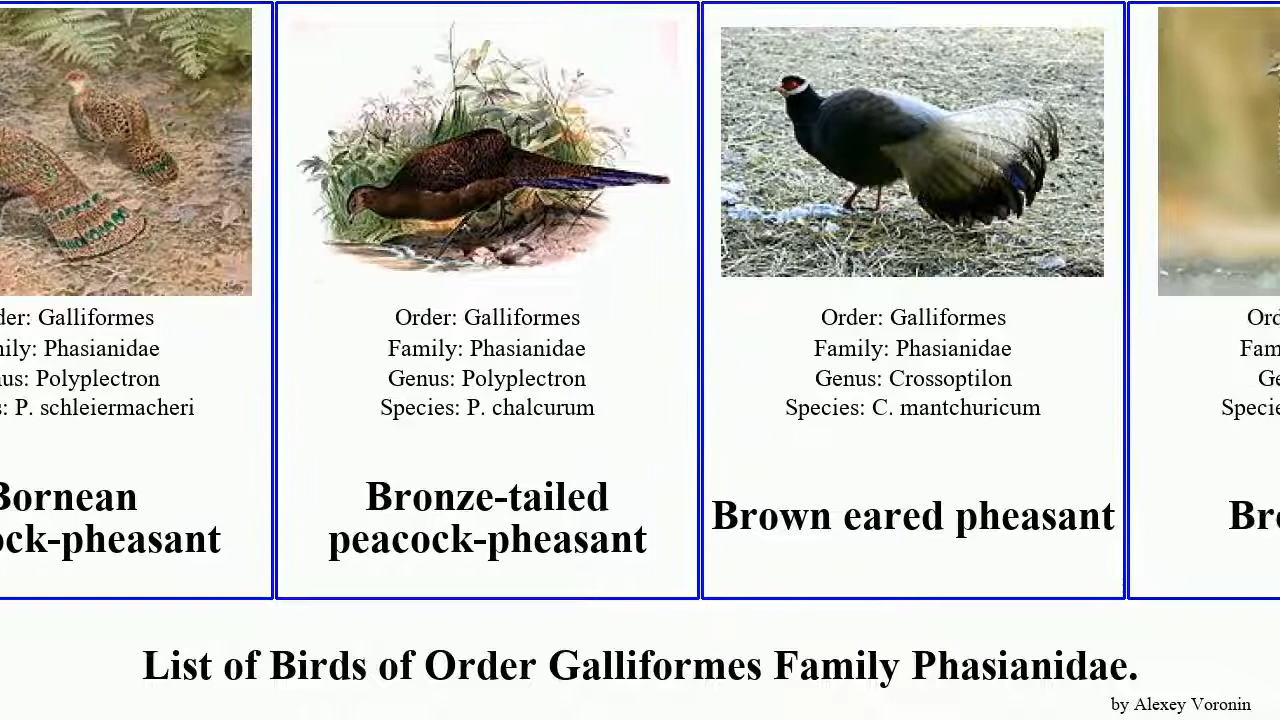 der: Galliformes
ily: Phasianidae
us: Polyplectron
: P. schleiermacheri
Bornean
ock-pheasant
Order: Galliformes
Family: Phasianidae
Genus: Polyplectron
Species: P. chalcurum
Bronze-tailed
peacock-pheasant
Order: Galliformes
Family: Phasianidae
Genus: Crossoptilon
Species: C. mantchuricum
Brown eared pheasant
Ord
Fam
Ge
Specie
Bro
List of Birds of Order Galliformes Family Phasianidae.
by Alexey Voronin